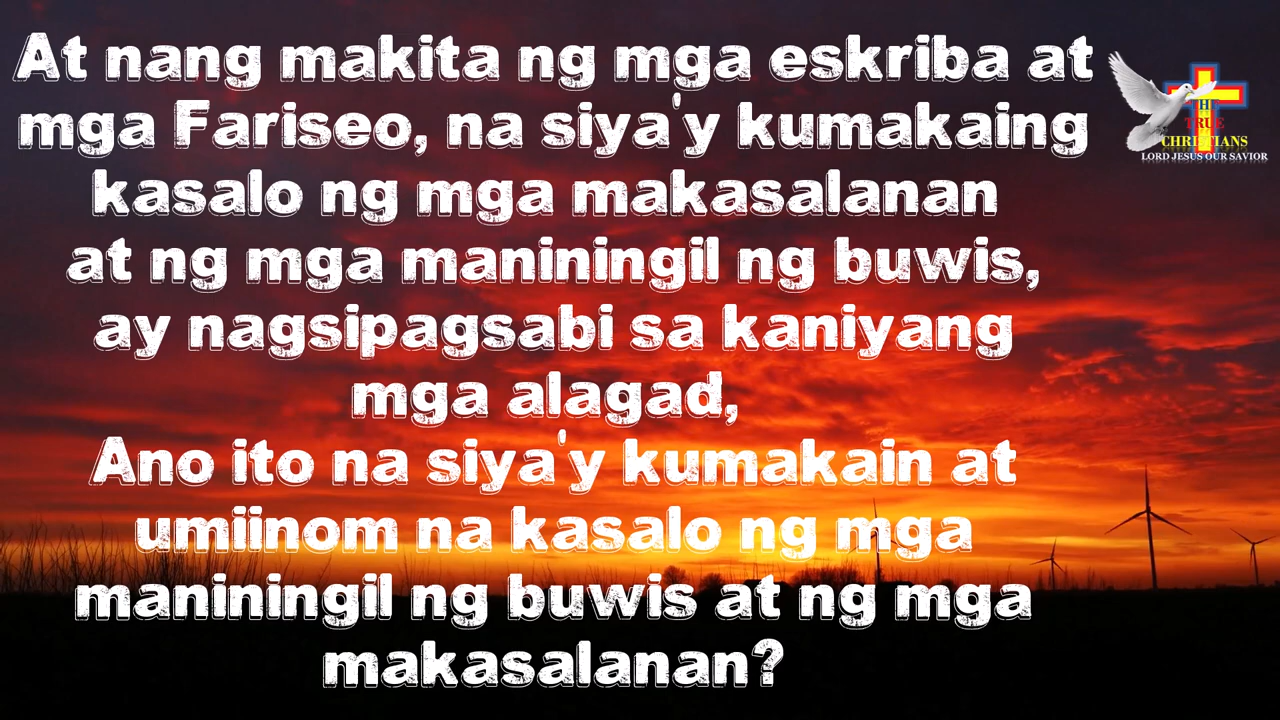 At nang makita ng mga eskriba at
mga Fariseo, na siya'y kumakaing
kasalo ng mga makasalanan
at ng mga maniningil ng buwis,
ay nagsipagsabi sa kaniyang
mga alagad,
Ano ito na siya'y kumakain at
umiinom na kasalo ng mga
maniningil ng buwis at ng mga
makasalanan?
THE
TRUE
CHRISTIANS
LORD JESUS OUR SAVIOR